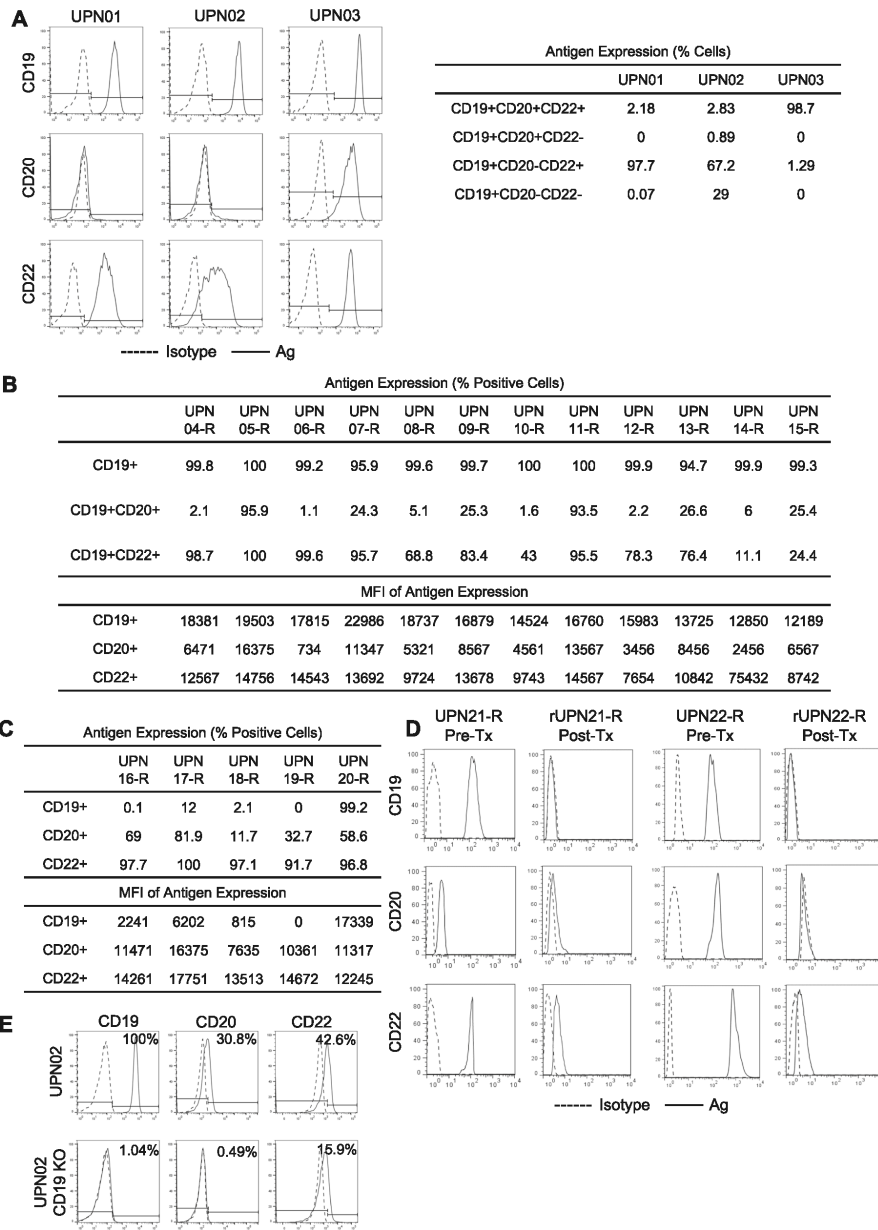 A
UPN01 UPN02 UPN03
CD19
CD20
CD22
Isotype Ag
Antigen Expression (% Cells)
UPN01 UPN02 UPN03
CD19+CD20+CD22+ 2.18 2.83 98.7
CD19+CD20+CD22- 0 0.89 0
CD19+CD20-CD22+ 97.7 67.2 1.29
CD19+CD20-CD22- 0.07 29 0
B
Antigen Expression (% Positive Cells)
UPN UPN UPN UPN UPN UPN UPN UPN UPN UPN UPN UPN
04-R 05-R 06-R 07-R 08-R 09-R 10-R 11-R 12-R 13-R 14-R 15-R
CD19+ 99.8 100 99.2 95.9 99.6 99.7 100 100 99.9 94.7 99.9 99.3
CD19+CD20+ 2.1 95.9 1.1 24.3 5.1 25.3 1.6 93.5 2.2 26.6 6 25.4
CD19+CD22+ 98.7 100 99.6 95.7 68.8 83.4 43 95.5 78.3 76.4 11.1 24.4
MFI of Antigen Expression
CD19+ 18381 19503 17815 22986 18737 16879 14524 16760 15983 13725 12850 12189
CD20+ 6471 16375 734 11347 5321 8567 4561 13567 3456 8456 2456 6567
CD22+ 12567 14756 14543 13692 9724 13678 9743 14567 7654 10842 75432 8742
C
Antigen Expression (% Positive Cells)
UPN UPN UPN UPN UPN
16-R 17-R 18-R 19-R 20-R
CD19+ 0.1 12 2.1 0 99.2
CD20+ 69 81.9 11.7 32.7 58.6
CD22+ 97.7 100 97.1 91.7 96.8
MFI of Antigen Expression
CD19+ 2241 6202 815 0 17339
CD20+ 11471 16375 7635 10361 11317
CD22+ 14261 17751 13513 14672 12245
D
UPN21-R rUPN21-R UPN22-R rUPN22-R
Pre-Tx Post-Tx Pre-Tx Post-Tx
CD19
CD20
CD22
Isotype Ag
E
CD19 CD20 CD22
UPN02
100% 30.8% 42.6%
UPN02
CD19 KO
1.04% 0.49% 15.9%